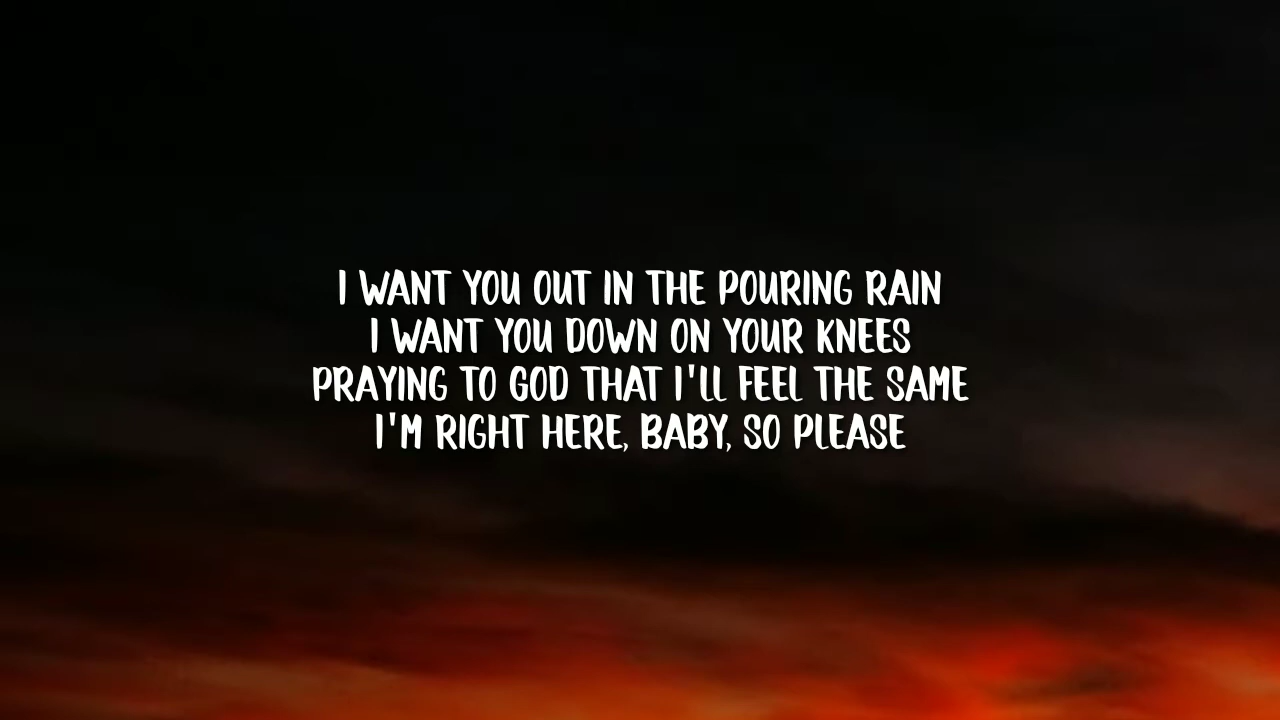 I WANT YOU OUT IN THE POURING RAIN
I WANT YOU DOWN ON YOUR KNEES
PRAYING TO GOD THAT I'LL FEEL THE SAME
I'M RIGHT HERE, BABY, SO PLEASE